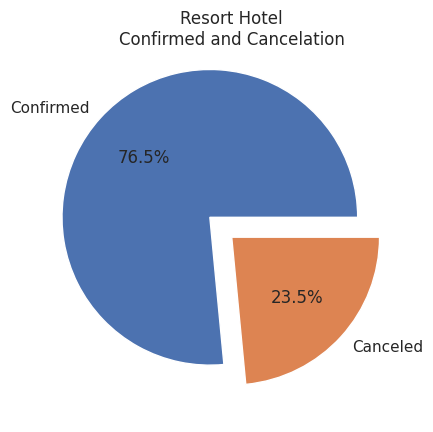 Resort Hotel
Confirmed and Cancelation
Confirmed
76.5%
23.5%
Canceled